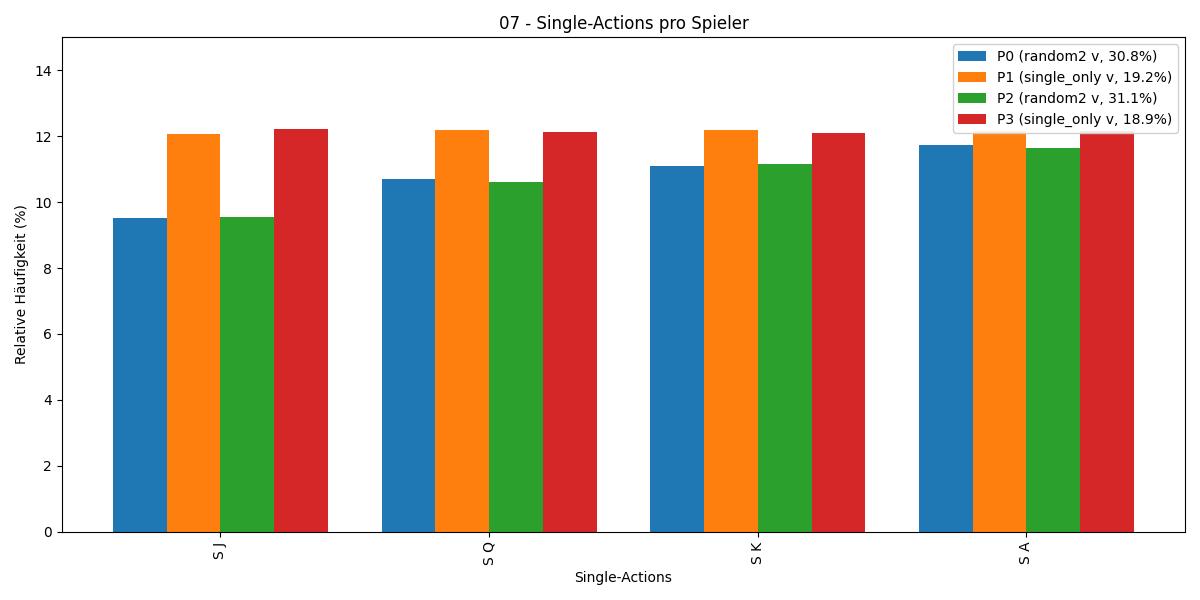 07 - Single-Actions pro Spieler
P0 (random2 v, 30.8%)
P1 (single_only v, 19.2%)
P2 (random2 v, 31.1%)
P3 (single_only v, 18.9%)
Relative Häufigkeit (%)
14
12
10
8
6
4
2
0
S J
S Q
S K
S A
Single-Actions